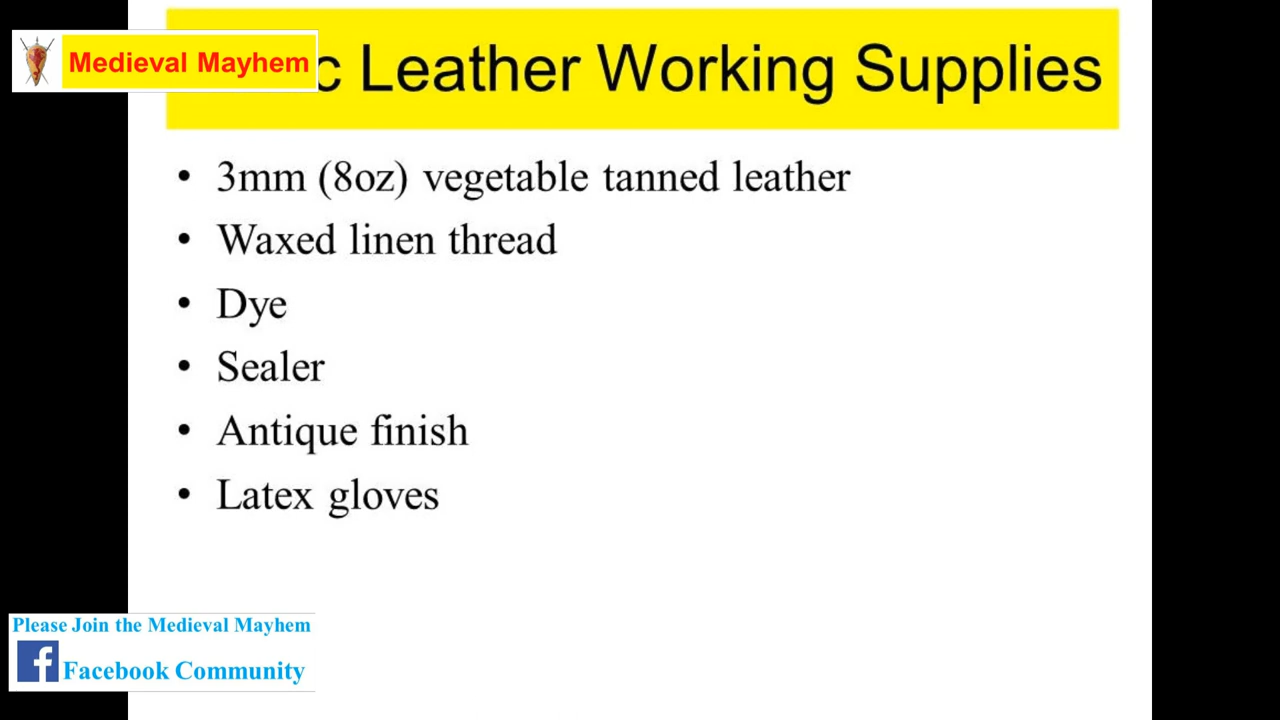 Medieval Mayhem
c Leather Working Supplies
• 3mm (8oz) vegetable tanned leather
• Waxed linen thread
• Dye
• Sealer
• Antique finish
• Latex gloves
Please Join the Medieval Mayhem
f Facebook Community